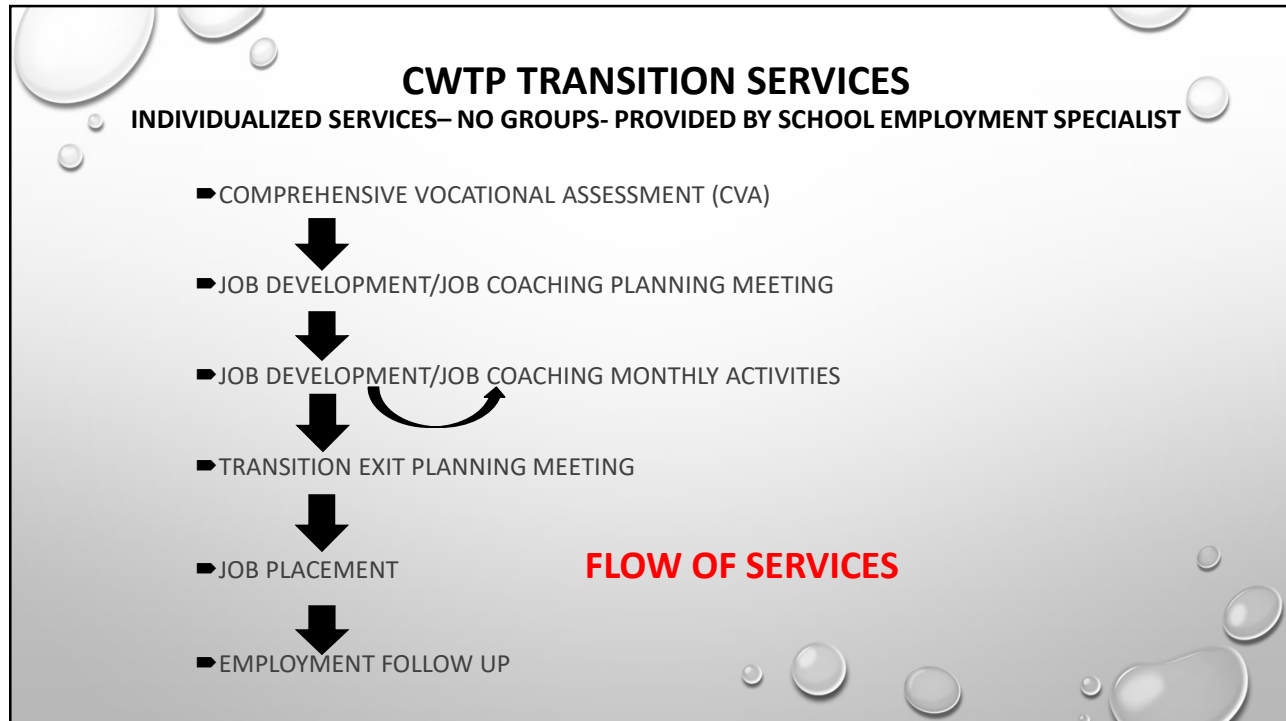 CWTP TRANSITION SERVICES
INDIVIDUALIZED SERVICES– NO GROUPS- PROVIDED BY SCHOOL EMPLOYMENT SPECIALIST
COMPREHENSIVE VOCATIONAL ASSESSMENT (CVA)
JOB DEVELOPMENT/JOB COACHING PLANNING MEETING
JOB DEVELOPMENT/JOB COACHING MONTHLY ACTIVITIES
TRANSITION EXIT PLANNING MEETING
JOB PLACEMENT
FLOW OF SERVICES
EMPLOYMENT FOLLOW UP